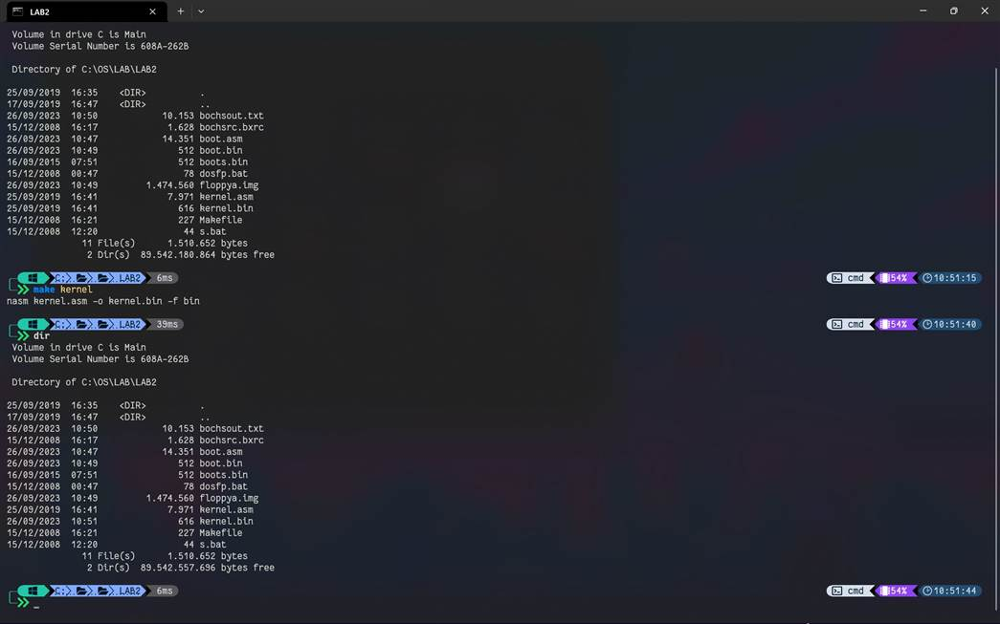 LAB2
Volume in drive C is Main
Volume Serial Number is 608A-262B
Directory of C:\OS\LAB\LAB2
25/09/2019  16:35    <DIR>          .
17/09/2019  16:47    <DIR>          ..
26/09/2023  10:50            10.153 bochsout.txt
15/12/2008  16:17             1.628 bochsrc.bxrc
26/09/2023  10:47            14.351 boot.asm
26/09/2023  10:49               512 boot.bin
16/09/2015  07:51               512 boots.bin
15/12/2008  00:47                78 dosfp.bat
26/09/2023  10:49         1.474.560 floppya.img
25/09/2019  16:41             7.971 kernel.asm
25/09/2019  16:41               616 kernel.bin
15/12/2008  16:21               227 Makefile
15/12/2008  12:20                44 s.bat
11 File(s)      1.510.652 bytes
2 Dir(s)  89.542.180.864 bytes free
C: LAB2 6ms cmd 54% 10:51:15
make kernel
nasm kernel.asm -o kernel.bin -f bin
C: LAB2 39ms cmd 54% 10:51:40
dir
Volume in drive C is Main
Volume Serial Number is 608A-262B
Directory of C:\OS\LAB\LAB2
25/09/2019  16:35    <DIR>          .
17/09/2019  16:47    <DIR>          ..
26/09/2023  10:50            10.153 bochsout.txt
15/12/2008  16:17             1.628 bochsrc.bxrc
26/09/2023  10:47            14.351 boot.asm
26/09/2023  10:49               512 boot.bin
16/09/2015  07:51               512 boots.bin
15/12/2008  00:47                78 dosfp.bat
26/09/2023  10:49         1.474.560 floppya.img
25/09/2019  16:41             7.971 kernel.asm
26/09/2023  10:51               616 kernel.bin
15/12/2008  16:21               227 Makefile
15/12/2008  12:20                44 s.bat
11 File(s)      1.510.652 bytes
2 Dir(s)  89.542.557.696 bytes free
C: LAB2 6ms cmd 54% 10:51:44